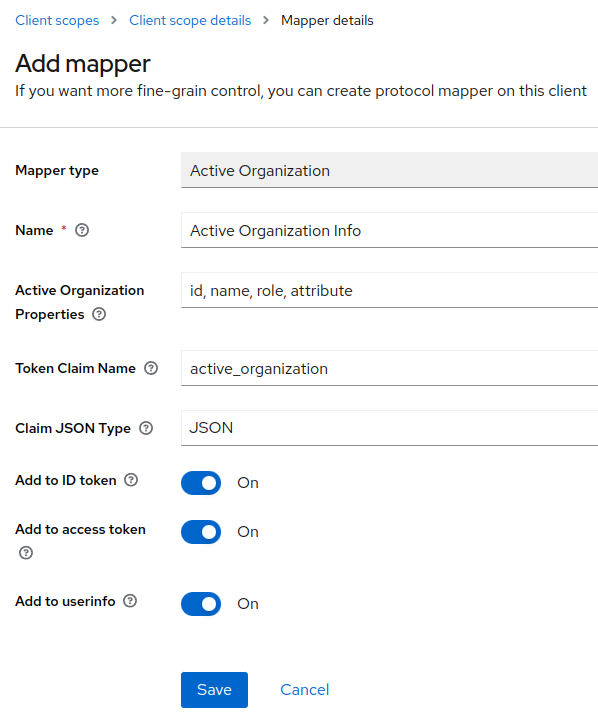 Client scopes > Client scope details > Mapper details
Add mapper
If you want more fine-grain control, you can create protocol mapper on this client
Mapper type
Active Organization
Name * ?
Active Organization Info
Active Organization
Properties ?
id, name, role, attribute
Token Claim Name ?
active_organization
Claim JSON Type ?
JSON
Add to ID token ?
On
Add to access token
?
On
Add to userinfo ?
On
Save
Cancel